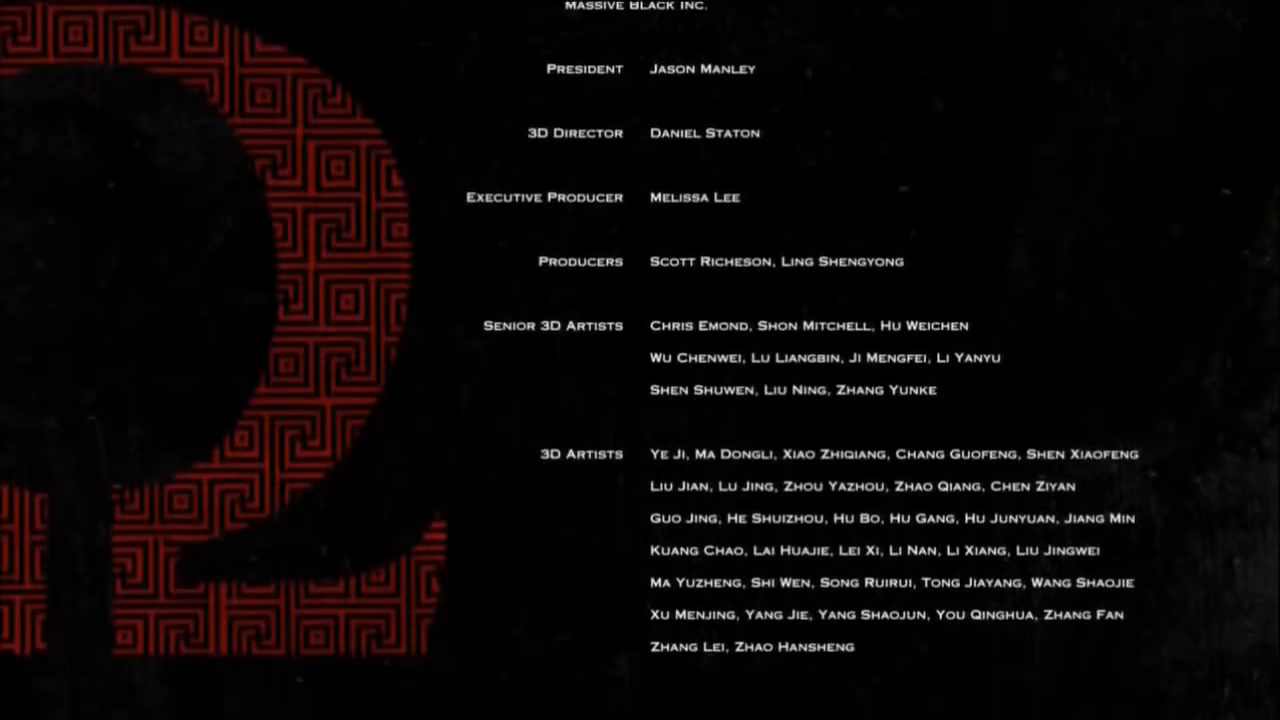 MASSIVE BLACK INC.
PRESIDENT JASON MANLEY
3D DIRECTOR DANIEL STATON
EXECUTIVE PRODUCER MELISSA LEE
PRODUCERS SCOTT RICHESON, LING SHENGYONG
SENIOR 3D ARTISTS CHRIS EMOND, SHON MITCHELL, HU WEICHEN
WU CHENWEI, LU LIANGBIN, JI MENGFEI, LI YANYU
SHEN SHUWEN, LIU NING, ZHANG YUNKE
3D ARTISTS YE JI, MA DONGLI, XIAO ZHIQIANG, CHANG GUOFENG, SHEN XIAOFENG
LIU JIAN, LU JING, ZHOU YAZHOU, ZHAO QIANG, CHEN ZIYAN
GUO JING, HE SHUIZHOU, HU BO, HU GANG, HU JUNYUAN, JIANG MIN
KUANG CHAO, LAI HUAJIE, LEI XI, LI NAN, LI XIANG, LIU JINGWEI
MA YUZHENG, SHI WEN, SONG RUIRUI, TONG JIAYANG, WANG SHAOJIE
XU MENJING, YANG JIE, YANG SHAOJUN, YOU QINGHUA, ZHANG FAN
ZHANG LEI, ZHAO HANSHENG